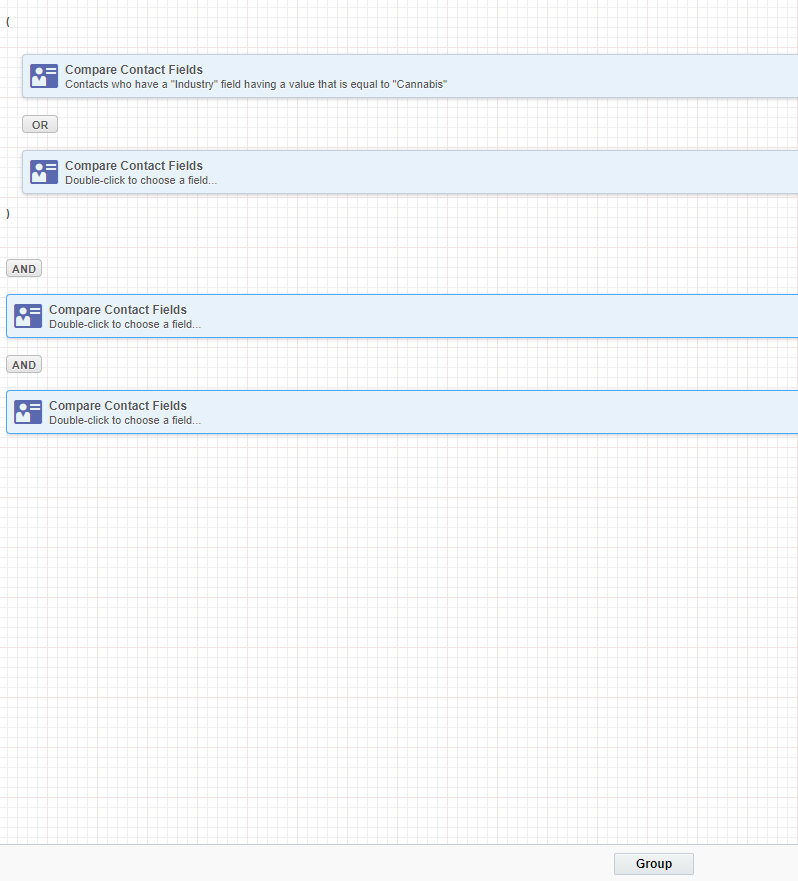 (
Compare Contact Fields
Contacts who have a "Industry" field having a value that is equal to "Cannabis"
OR
Compare Contact Fields
Double-click to choose a field...
)
AND
Compare Contact Fields
Double-click to choose a field...
AND
Compare Contact Fields
Double-click to choose a field...
Group